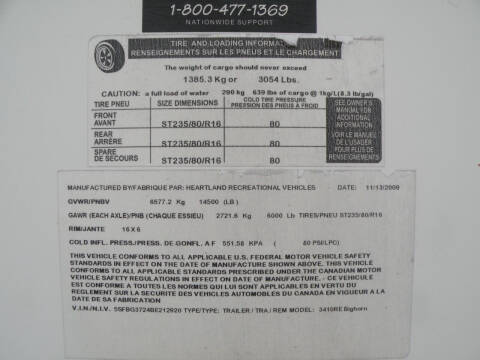 1-800-477-1369
NATIONWIDE SUPPORT
TIRE AND LOADING INFORMATION
RENSEIGNEMENTS SUR LES PNEUS ET LE CHARGEMENT
The weight of cargo should never exceed
1385.3 Kg or 3054 Lbs.
CAUTION: a full load of water 290 kg 639 lbs of cargo @ 1kg/L(8.3 lb/gal)
TIRE PNEU SIZE DIMENSIONS COLD TIRE PRESSURE
PRESSION DES PNEUS A FROID
FRONT
AVANT ST235/80/R16 80
REAR
ARRIÈRE ST235/80/R16 80
SPARE
DE SECOURS ST235/80/R16 80
SEE OWNER'S
MANUAL FOR
ADDITIONAL
INFORMATION
VOIR LE MANUEL
DE L'USAGER
POUR PLUS DE
RENSEIGNEMENTS
MANUFACTURED BY/FABRIQUE PAR: HEARTLAND RECREATIONAL VEHICLES DATE: 11/13/2009
GVWR/PNBV 6577.2 Kg 14500 (LB)
GAWR (EACH AXLE)/PNB (CHAQUE ESSIEU) 2721.6 Kg 6000 Lb TIRES/PNEU ST235/80/R16
RIM/JANTE 16X6
COLD INFL. PRESS./PRESS. DE GONFL. A F 551.58 KPA ( 80 PSI/LPC)
THIS VEHICLE CONFORMS TO ALL APPLICABLE U.S. FEDERAL MOTOR VEHICLE SAFETY
STANDARDS IN EFFECT ON THE DATE OF MANUFACTURE SHOWN ABOVE. THIS VEHICLE
CONFORMS TO ALL APPLICABLE STANDARDS PRESCRIBED UNDER THE CANADIAN MOTOR
VEHICLE SAFETY REGULATIONS IN EFFECT ON DATE OF MANUFACTURE. - CE VEHICULE
EST CONFORME A TOUTES LES NORMES QUI LUI SONT APPLICABLES EN VERTU DU
REGLEMENT SUR LA SECURITE DES VEHICLES AUTOMOBILES DU CANADA EN VIGUEUR A LA
DATE DE SA FABRICATION
V.I.N./N.I.V. 5SFBG3724BE212920 TYPE/TYPE: TRAILER / TRA / REM MODEL: 3410RE Bighorn